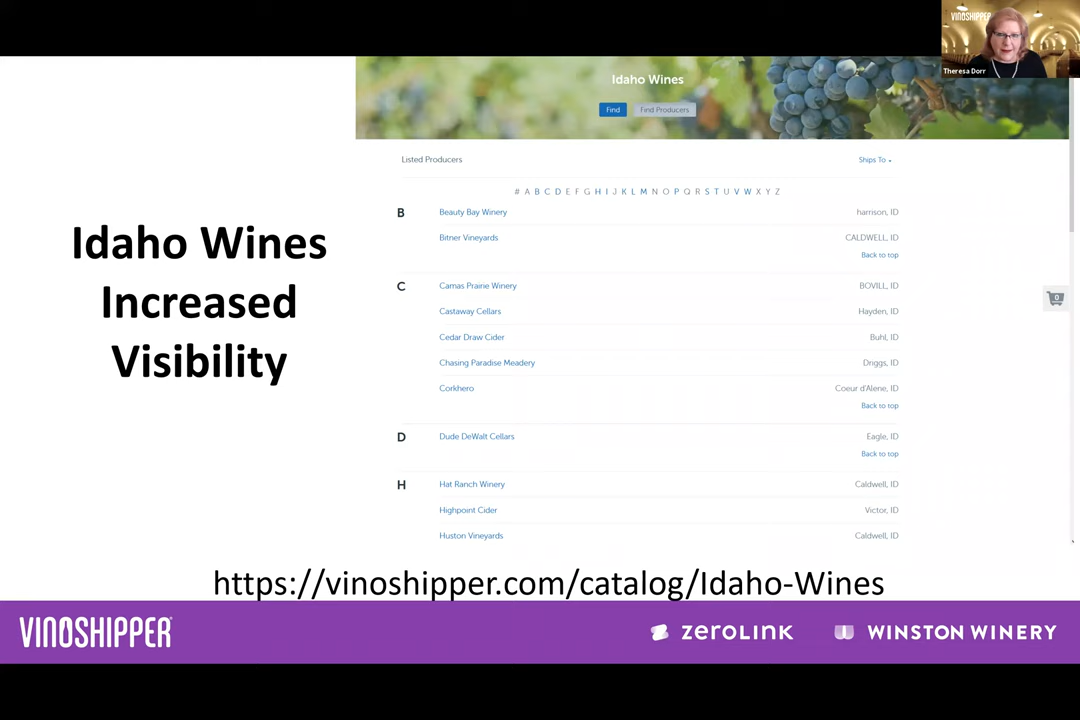 VINOSHIPPER
Theresa Dorr
Idaho Wines
Find
Find Producers
Listed Producers
Ships To
# A B C D E F G H I J K L M N O P Q R S T U V W X Y Z
B
Beauty Bay Winery
harrison, ID
Bitner Vineyards
CALDWELL, ID
Back to top
C
Camas Prairie Winery
BOVILL, ID
Castaway Cellars
Hayden, ID
Cedar Draw Cider
Buhl, ID
Chasing Paradise Meadery
Driggs, ID
Corkhero
Coeur d'Alene, ID
Back to top
D
Dude DeWalt Cellars
Eagle, ID
Back to top
H
Hat Ranch Winery
Caldwell, ID
Highpoint Cider
Victor, ID
Huston Vineyards
Caldwell, ID
0
Idaho Wines
Increased
Visibility
https://vinoshipper.com/catalog/Idaho-Wines
VINOSHIPPER
zeroLink
WINSTON WINERY